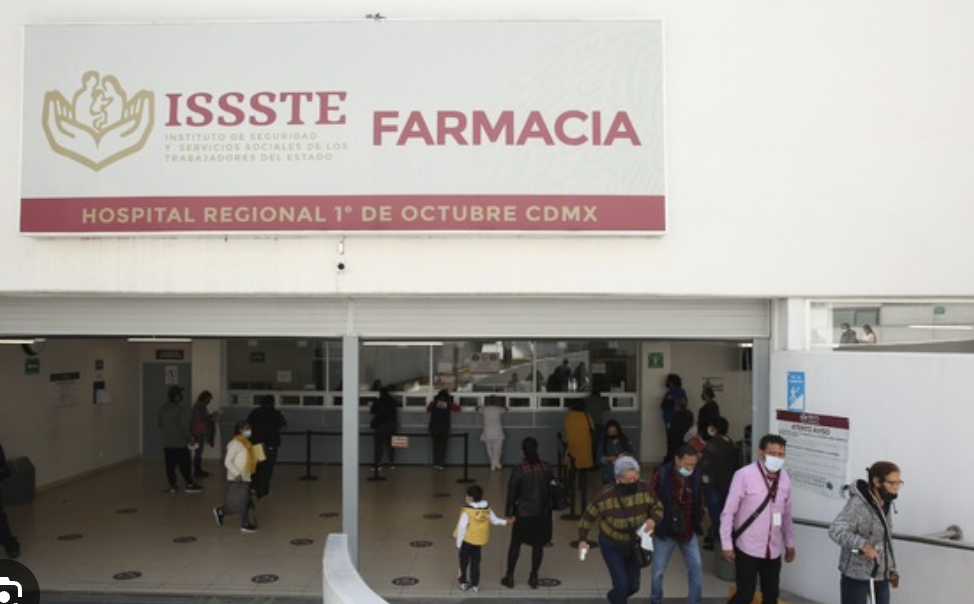 ISSSTE
INSTITUTO DE SEGURIDAD
Y SERVICIOS SOCIALES DE LOS
TRABAJADORES DEL ESTADO
FARMACIA
HOSPITAL REGIONAL 1° DE OCTUBRE CDMX
ATENTO AVISO